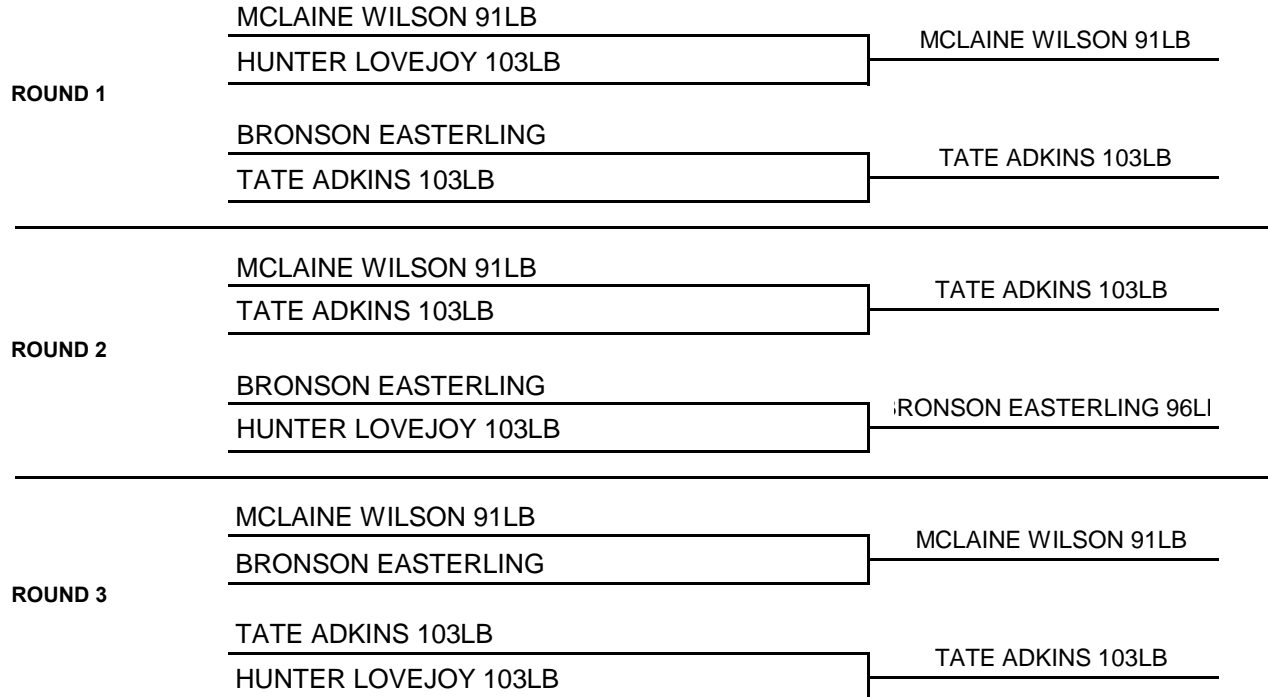 MCLAINE WILSON 91LB
MCLAINE WILSON 91LB
HUNTER LOVEJOY 103LB
ROUND 1
BRONSON EASTERLING
TATE ADKINS 103LB
TATE ADKINS 103LB
MCLAINE WILSON 91LB
TATE ADKINS 103LB
TATE ADKINS 103LB
ROUND 2
BRONSON EASTERLING
RONSON EASTERLING 96L
HUNTER LOVEJOY 103LB
MCLAINE WILSON 91LB
MCLAINE WILSON 91LB
BRONSON EASTERLING
ROUND 3
TATE ADKINS 103LB
TATE ADKINS 103LB
HUNTER LOVEJOY 103LB